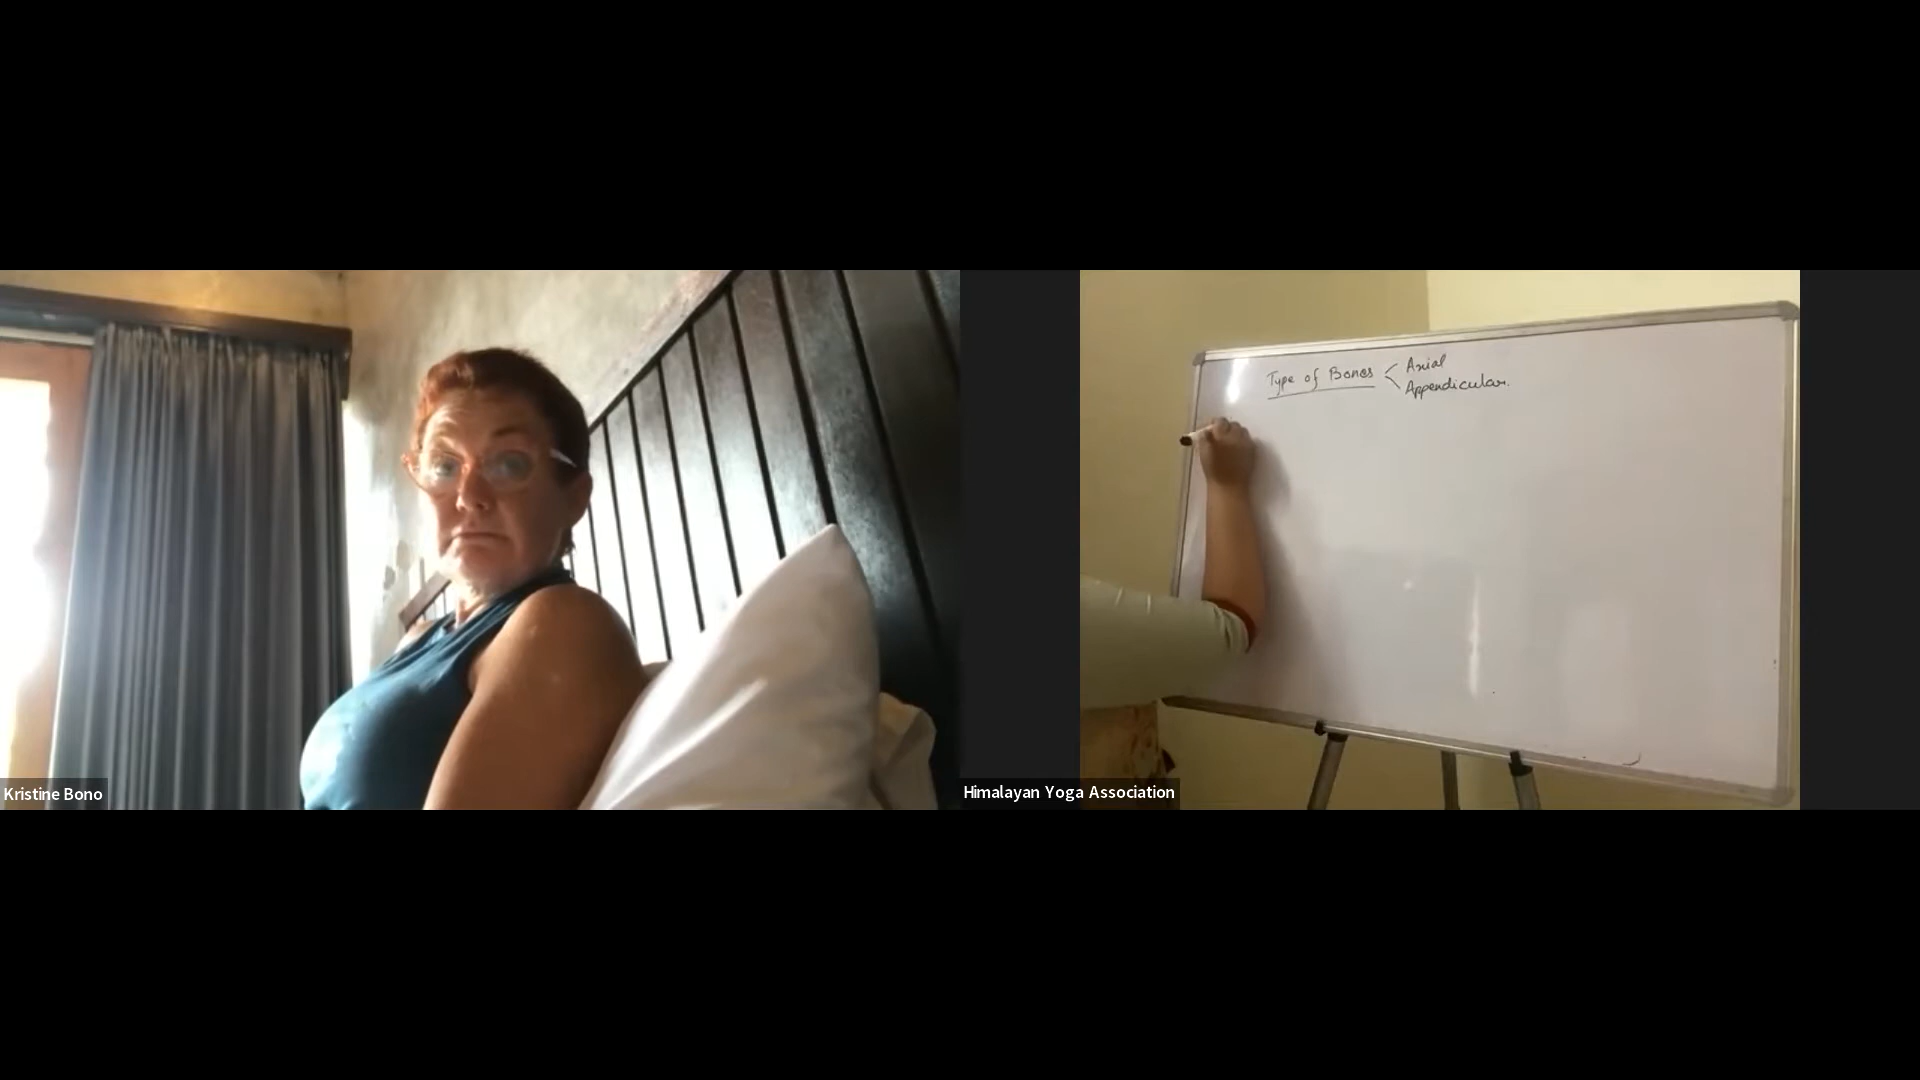 Type of Bones < Axial
Appendicular.
Kristine Bono
Himalayan Yoga Association